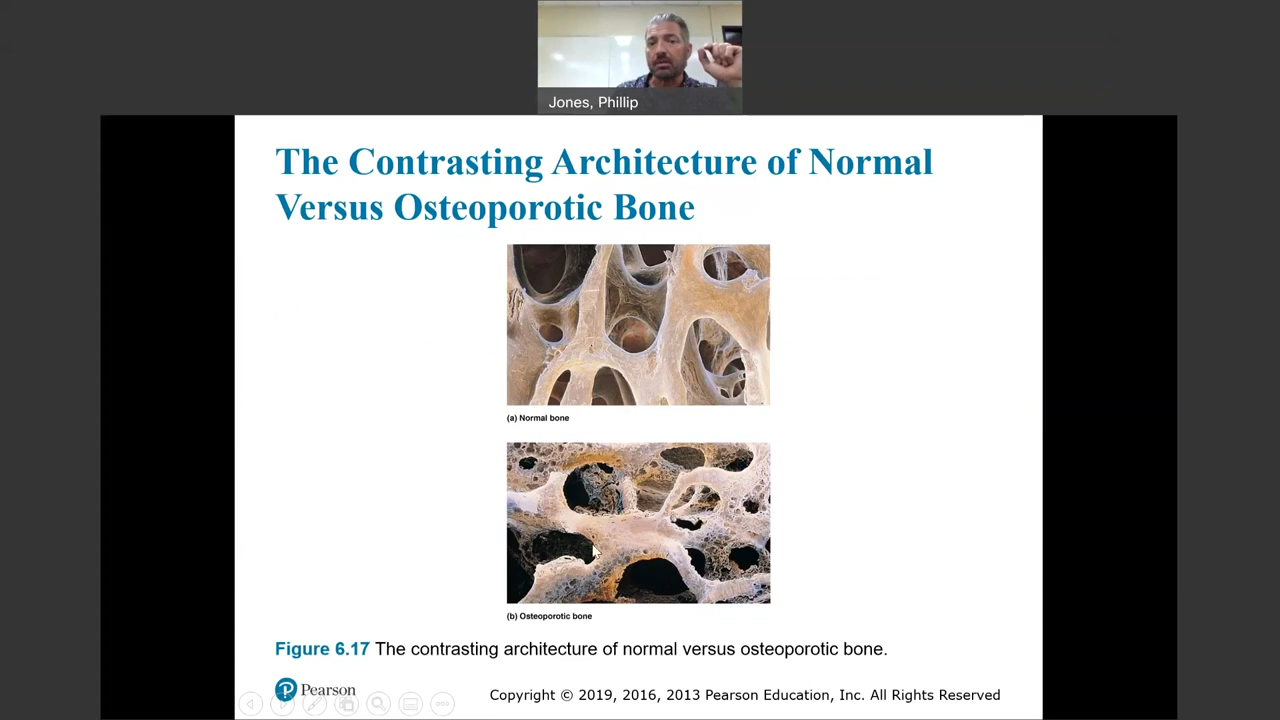 Jones, Phillip
The Contrasting Architecture of Normal
Versus Osteoporotic Bone
(a) Normal bone
(b) Osteoporotic bone
Figure 6.17 The contrasting architecture of normal versus osteoporotic bone.
Pearson
Copyright © 2019, 2016, 2013 Pearson Education, Inc. All Rights Reserved